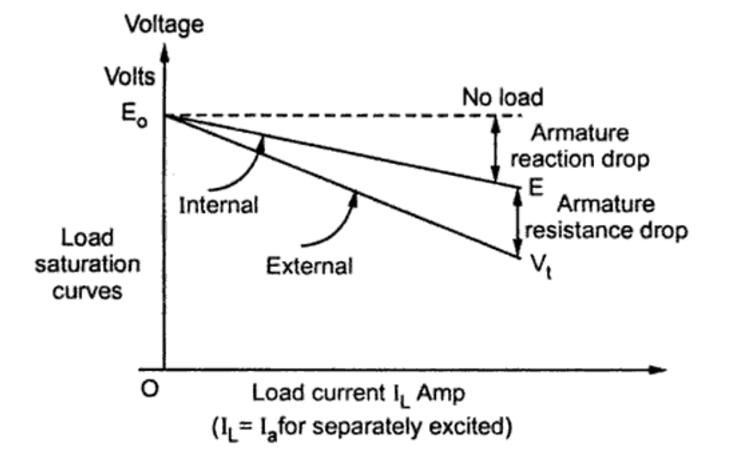 Voltage
Volts
E₀
No load
Armature
reaction drop
E
Armature
resistance drop
Vₜ
Internal
External
Load
saturation
curves
O
Load current I_L Amp
(I_L = I_a for separately excited)